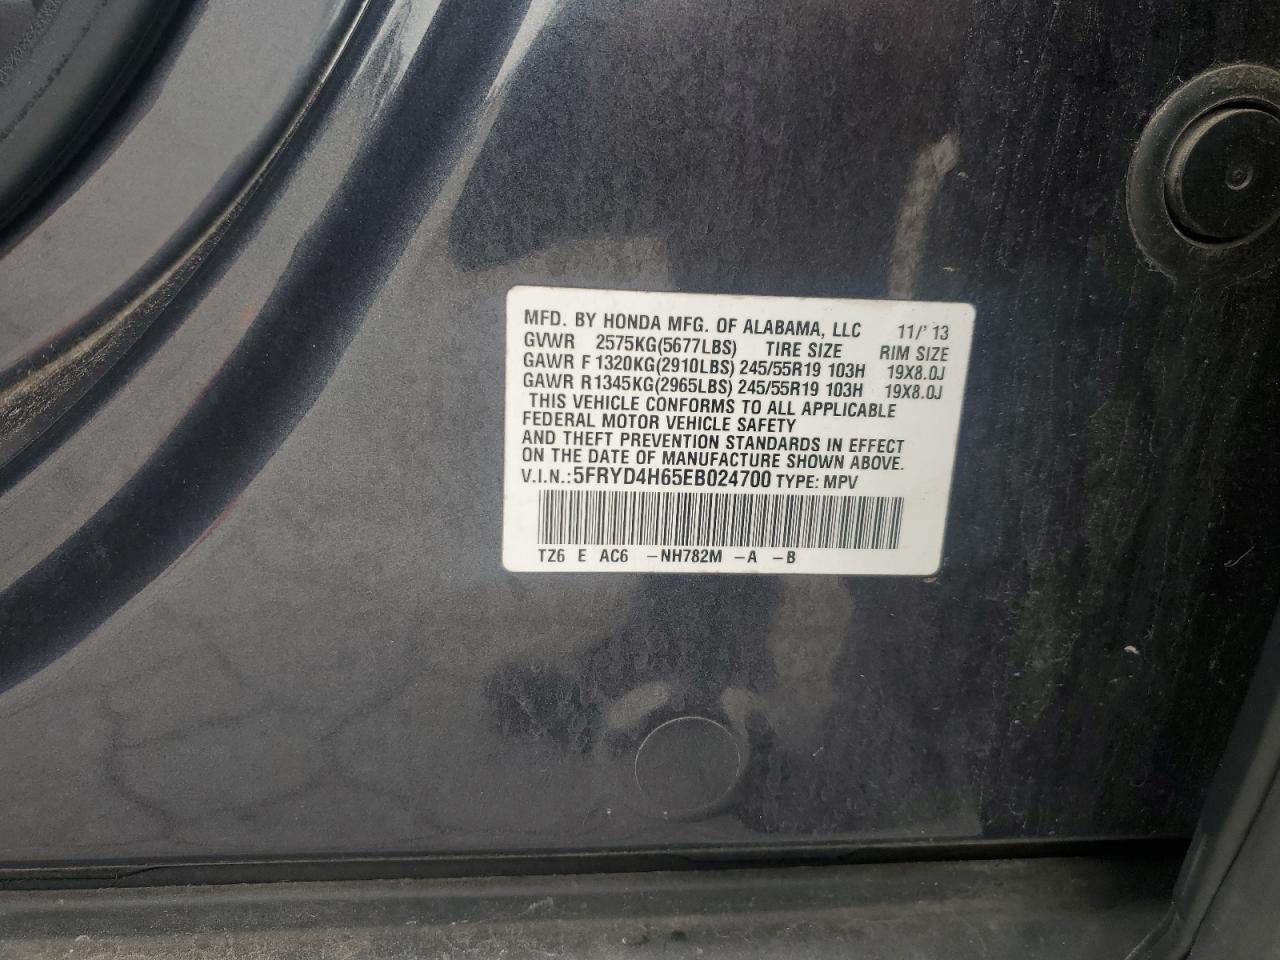 MFD. BY HONDA MFG. OF ALABAMA, LLC 11/' 13
GVWR 2575KG(5677LBS) TIRE SIZE RIM SIZE
GAWR F 1320KG(2910LBS) 245/55R19 103H 19X8.0J
GAWR R 1345KG(2965LBS) 245/55R19 103H 19X8.0J
THIS VEHICLE CONFORMS TO ALL APPLICABLE
FEDERAL MOTOR VEHICLE SAFETY
AND THEFT PREVENTION STANDARDS IN EFFECT
ON THE DATE OF MANUFACTURE SHOWN ABOVE.
V.I.N.:5FRYD4H65EB024700 TYPE: MPV
TZ6 E AC6 -NH782M -A -B